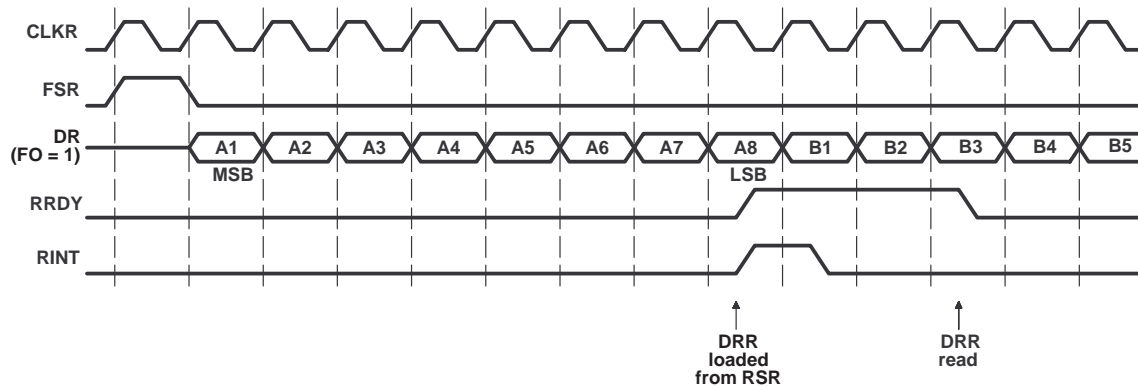 CLKR
FSR
DR
(FO = 1)
A1 A2 A3 A4 A5 A6 A7 A8 B1 B2 B3 B4 B5
MSB LSB
RRDY
RINT
DRR
loaded
from RSR
DRR
read